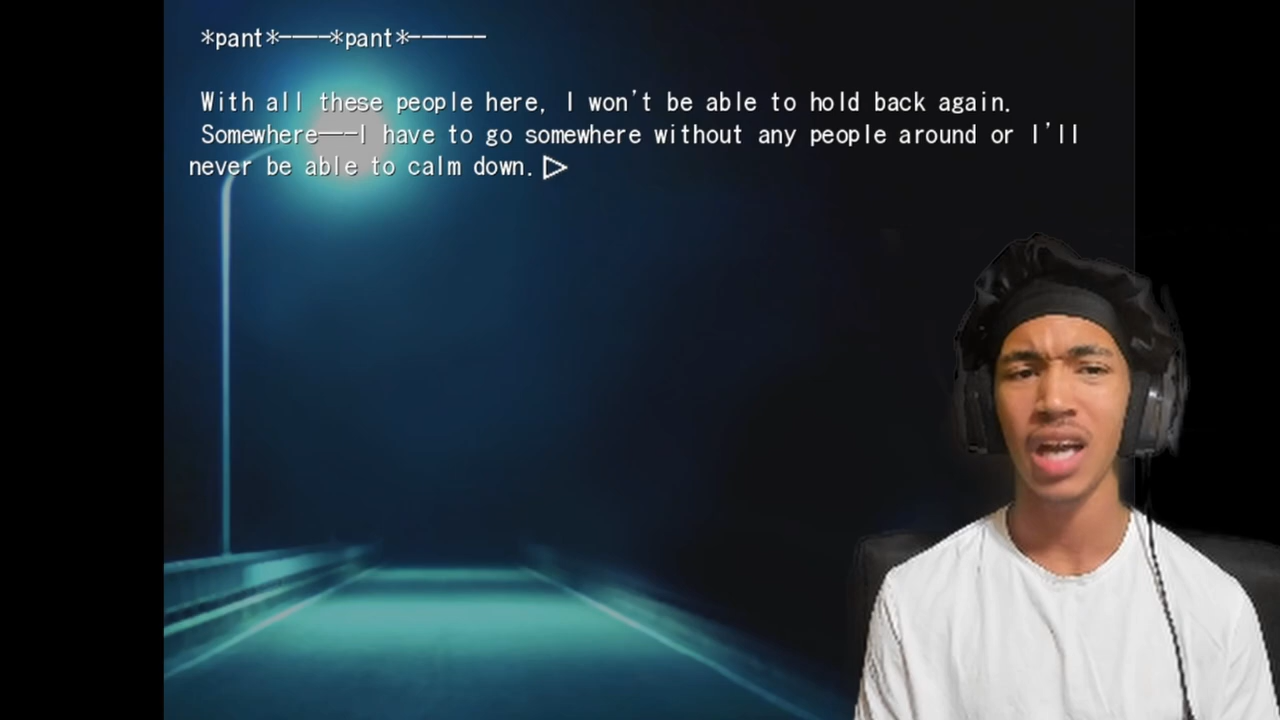 *pant*―――*pant*―――――
With all these people here, I won't be able to hold back again.
Somewhere―――I have to go somewhere without any people around or I'll
never be able to calm down.